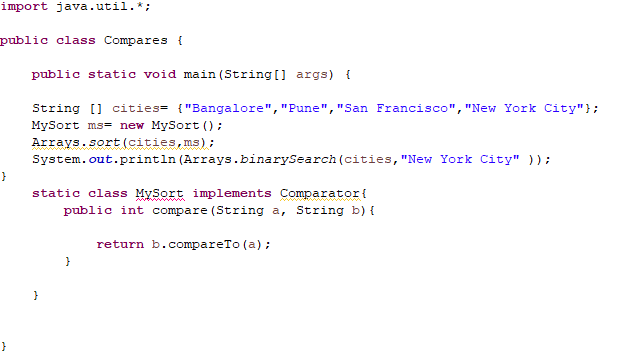 import java.util.*;
public class Compares {
public static void main(String[] args) {
String [] cities= {"Bangalore","Pune","San Francisco","New York City"};
MySort ms= new MySort();
Arrays.sort(cities,ms);
System.out.println(Arrays.binarySearch(cities,"New York City" ));
}
static class MySort implements Comparator{
public int compare(String a, String b){
return b.compareTo(a);
}
}
}